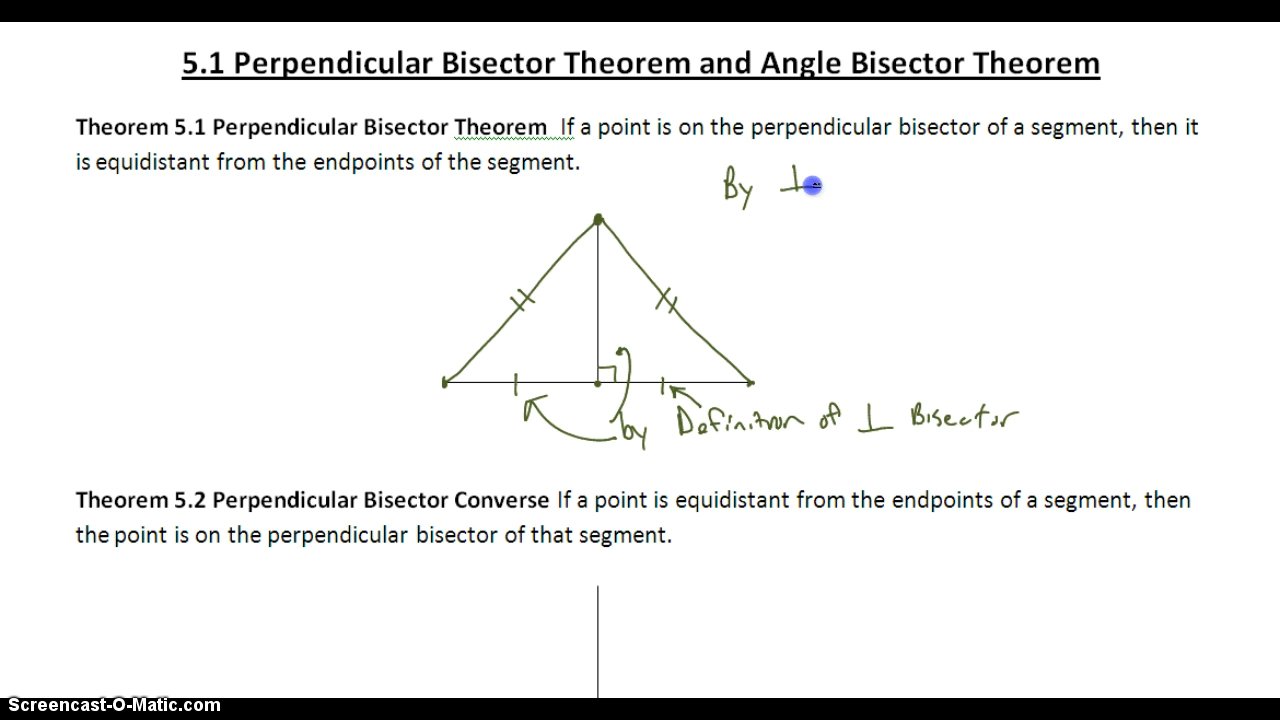 5.1 Perpendicular Bisector Theorem and Angle Bisector Theorem
Theorem 5.1 Perpendicular Bisector Theorem If a point is on the perpendicular bisector of a segment, then it
is equidistant from the endpoints of the segment.
By ⊥
by Definition of ⊥ Bisector
Theorem 5.2 Perpendicular Bisector Converse If a point is equidistant from the endpoints of a segment, then
the point is on the perpendicular bisector of that segment.
Screencast-O-Matic.com